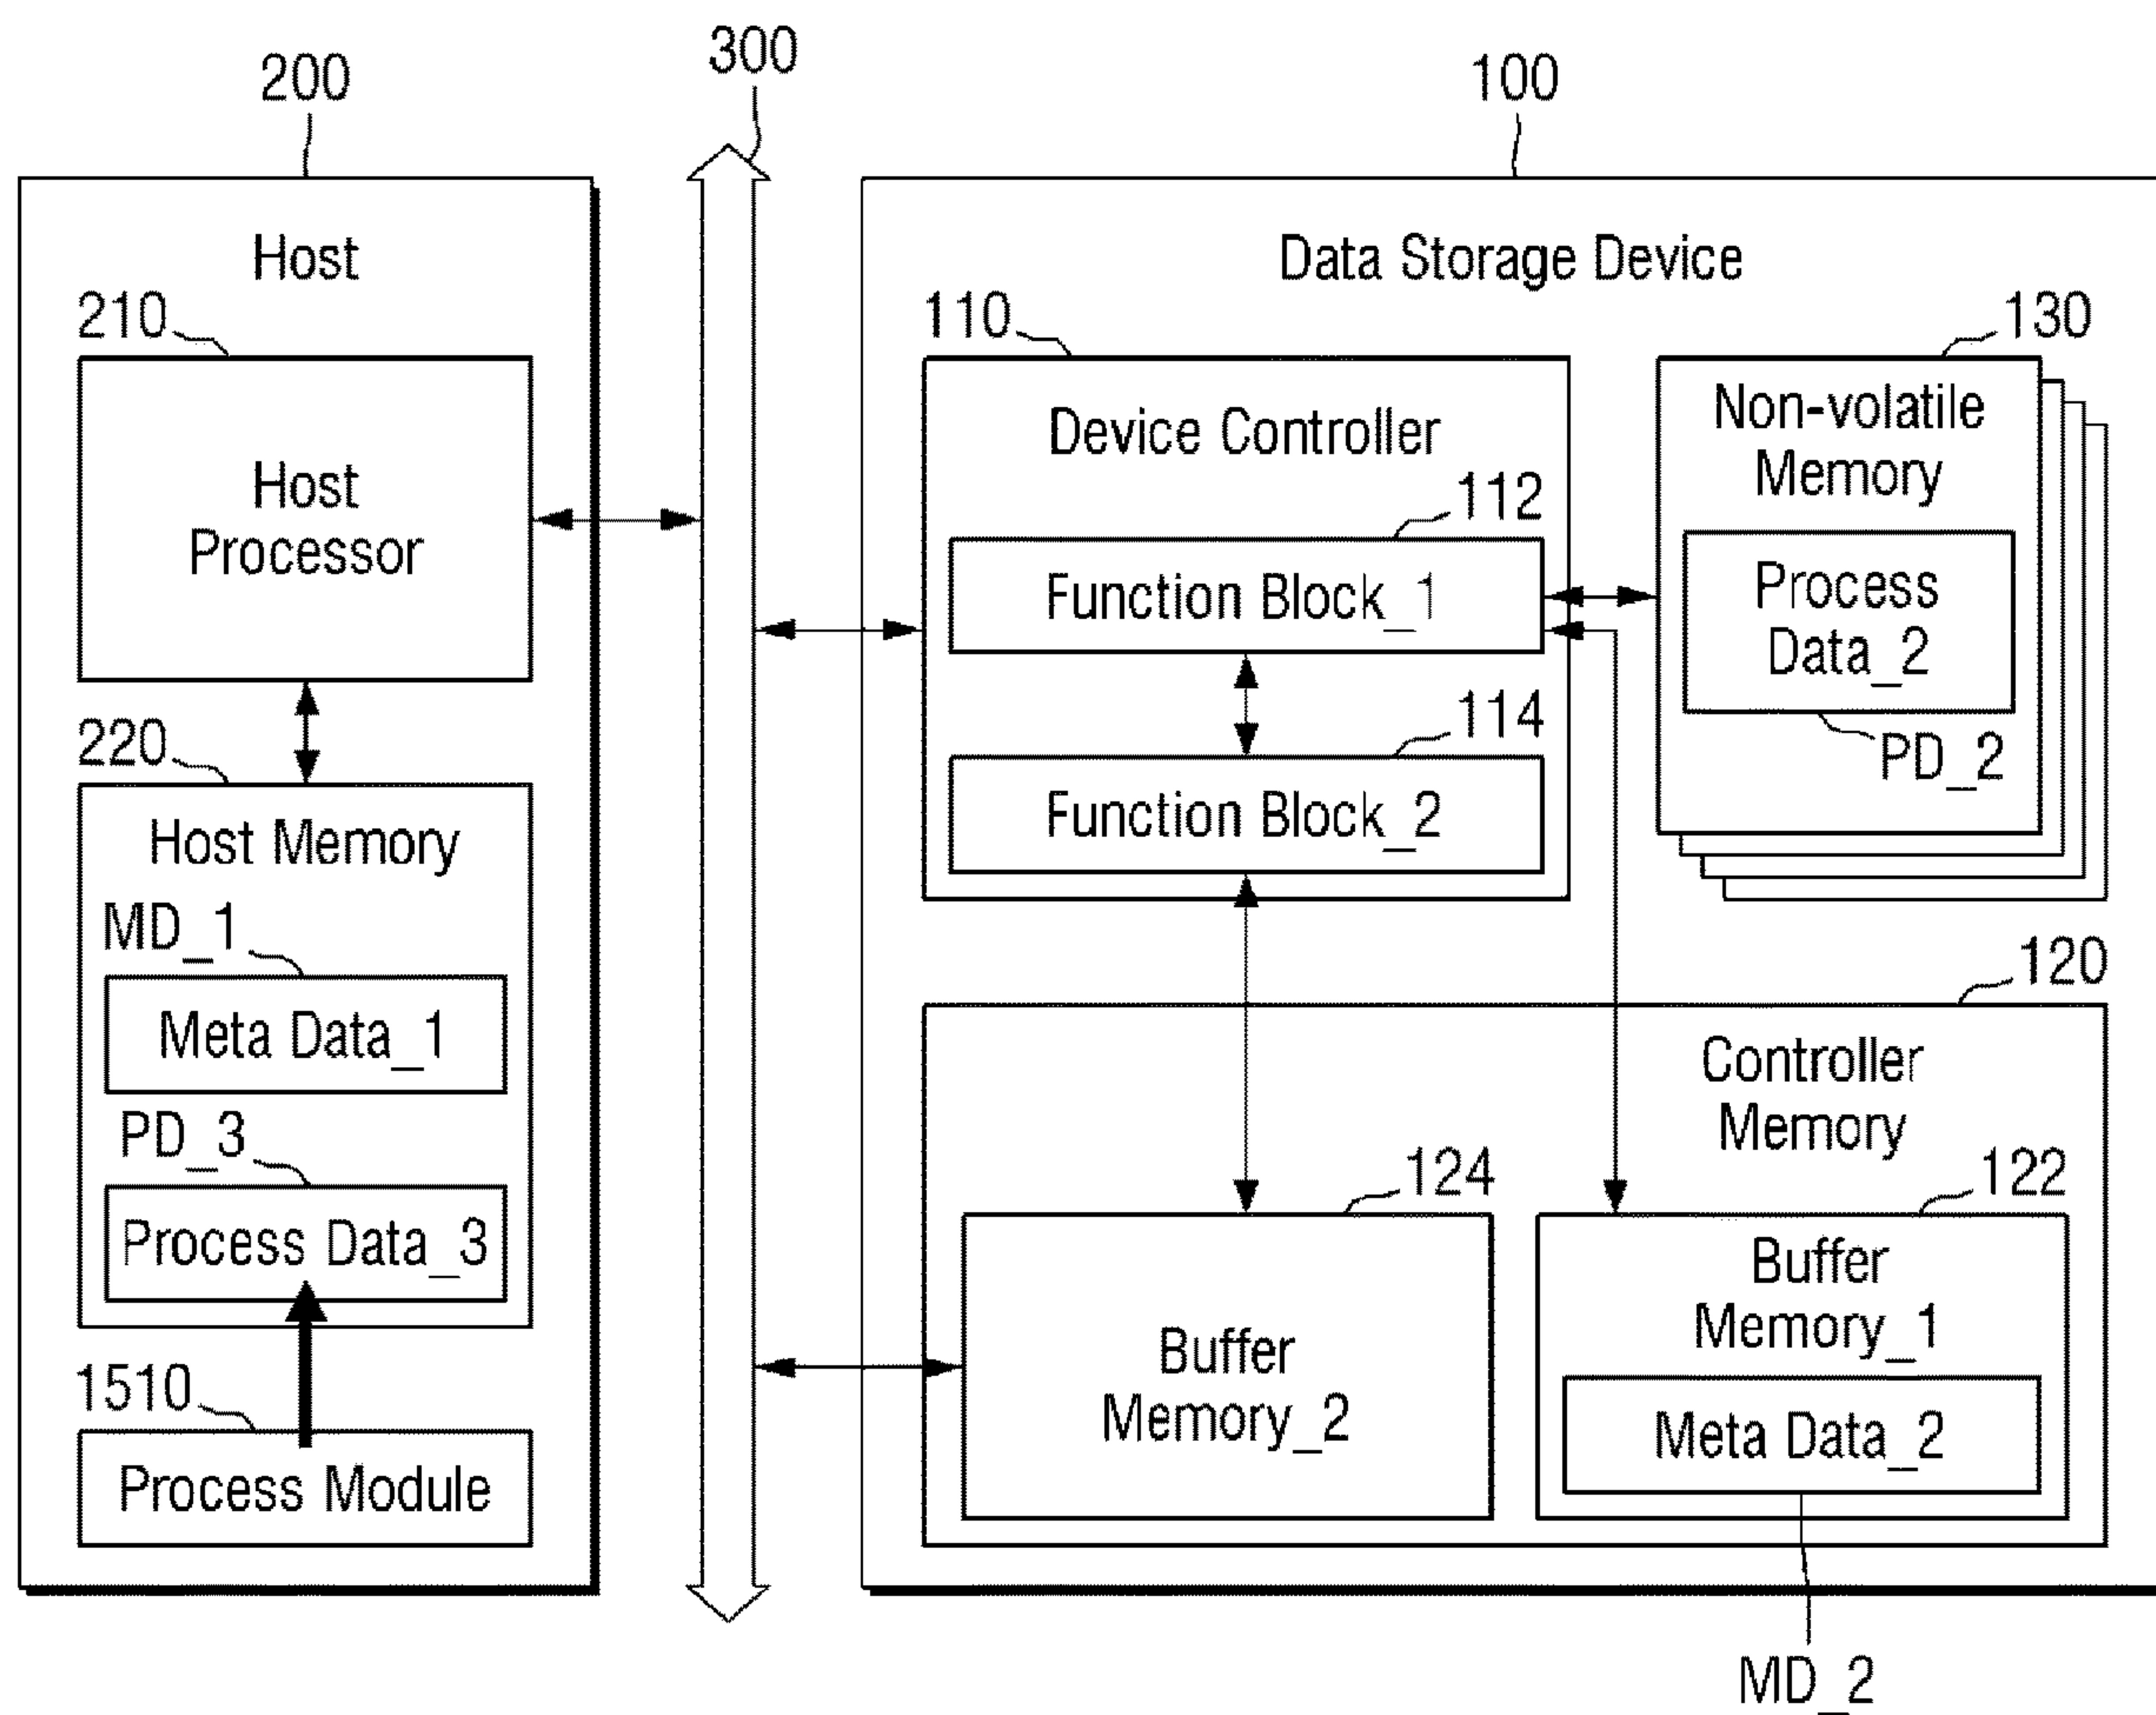 200
300
100
Host
Data Storage Device
210
110
130
Host
Processor
Device Controller
112
Function Block_1
114
Function Block_2
Non-volatile
Memory
Process
Data_2
PD_2
220
Host Memory
MD_1
Meta Data_1
PD_3
Process Data_3
1510
Process Module
120
Controller
Memory
124
122
Buffer
Memory_2
Buffer
Memory_1
Meta Data_2
MD_2